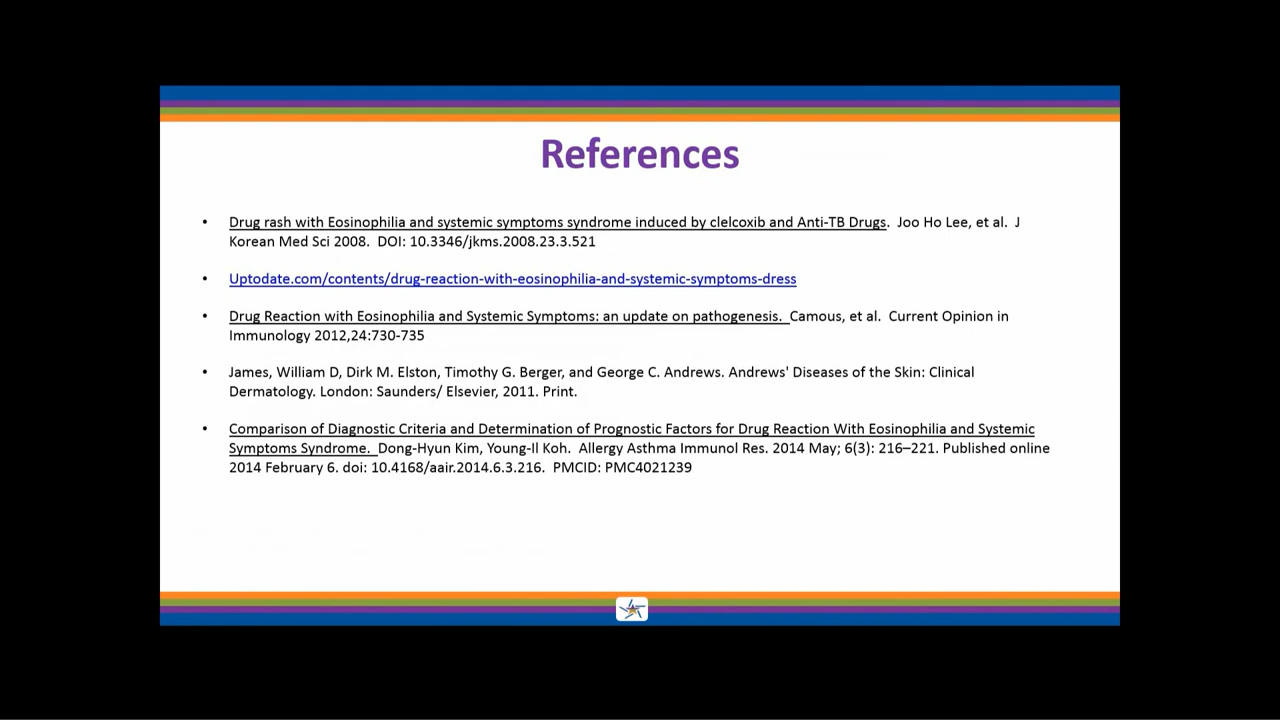 References
• Drug rash with Eosinophilia and systemic symptoms syndrome induced by clelcoxib and Anti-TB Drugs. Joo Ho Lee, et al. J
Korean Med Sci 2008. DOI: 10.3346/jkms.2008.23.3.521
• Uptodate.com/contents/drug-reaction-with-eosinophilia-and-systemic-symptoms-dress
• Drug Reaction with Eosinophilia and Systemic Symptoms: an update on pathogenesis. Camous, et al. Current Opinion in
Immunology 2012,24:730-735
• James, William D, Dirk M. Elston, Timothy G. Berger, and George C. Andrews. Andrews' Diseases of the Skin: Clinical
Dermatology. London: Saunders/ Elsevier, 2011. Print.
• Comparison of Diagnostic Criteria and Determination of Prognostic Factors for Drug Reaction With Eosinophilia and Systemic
Symptoms Syndrome. Dong-Hyun Kim, Young-Il Koh. Allergy Asthma Immunol Res. 2014 May; 6(3): 216–221. Published online
2014 February 6. doi: 10.4168/aair.2014.6.3.216. PMCID: PMC4021239